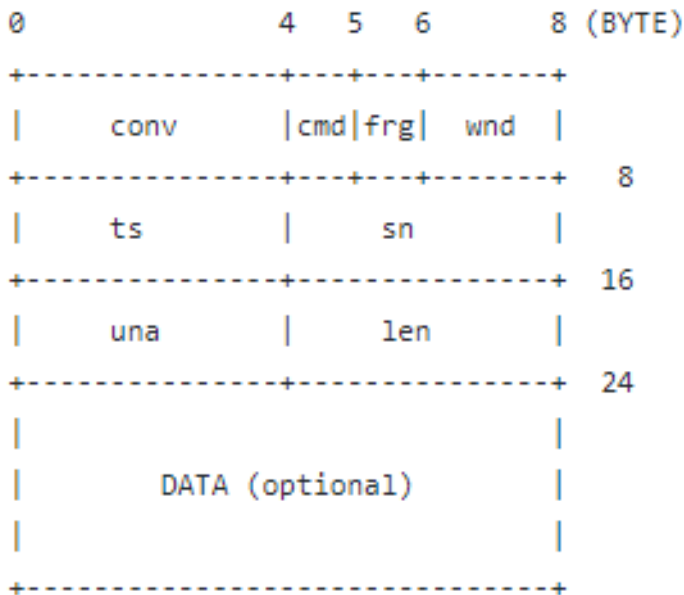 0               4   5   6       8 (BYTE)
+---------------+---+---+-------+
|     conv      |cmd|frg|  wnd  |
+---------------+---+---+-------+   8
|     ts        |     sn        |
+---------------+---------------+  16
|     una       |     len       |
+---------------+---------------+  24
|                               |
|        DATA (optional)        |
|                               |
+-------------------------------+